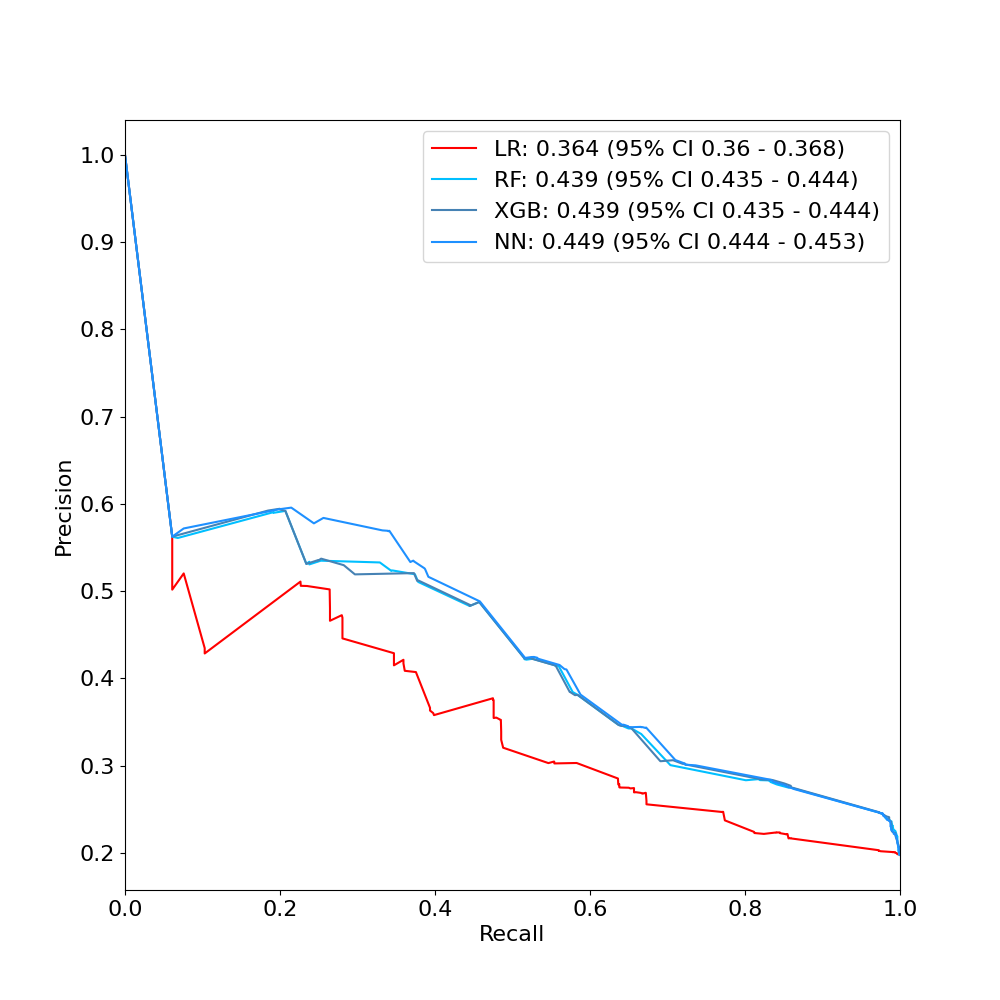 LR: 0.364 (95% CI 0.36 - 0.368)
RF: 0.439 (95% CI 0.435 - 0.444)
XGB: 0.439 (95% CI 0.435 - 0.444)
NN: 0.449 (95% CI 0.444 - 0.453)
1.0
0.9
0.8
0.7
0.6
0.5
0.4
0.3
0.2
Precision
0.0 0.2 0.4 0.6 0.8 1.0
Recall